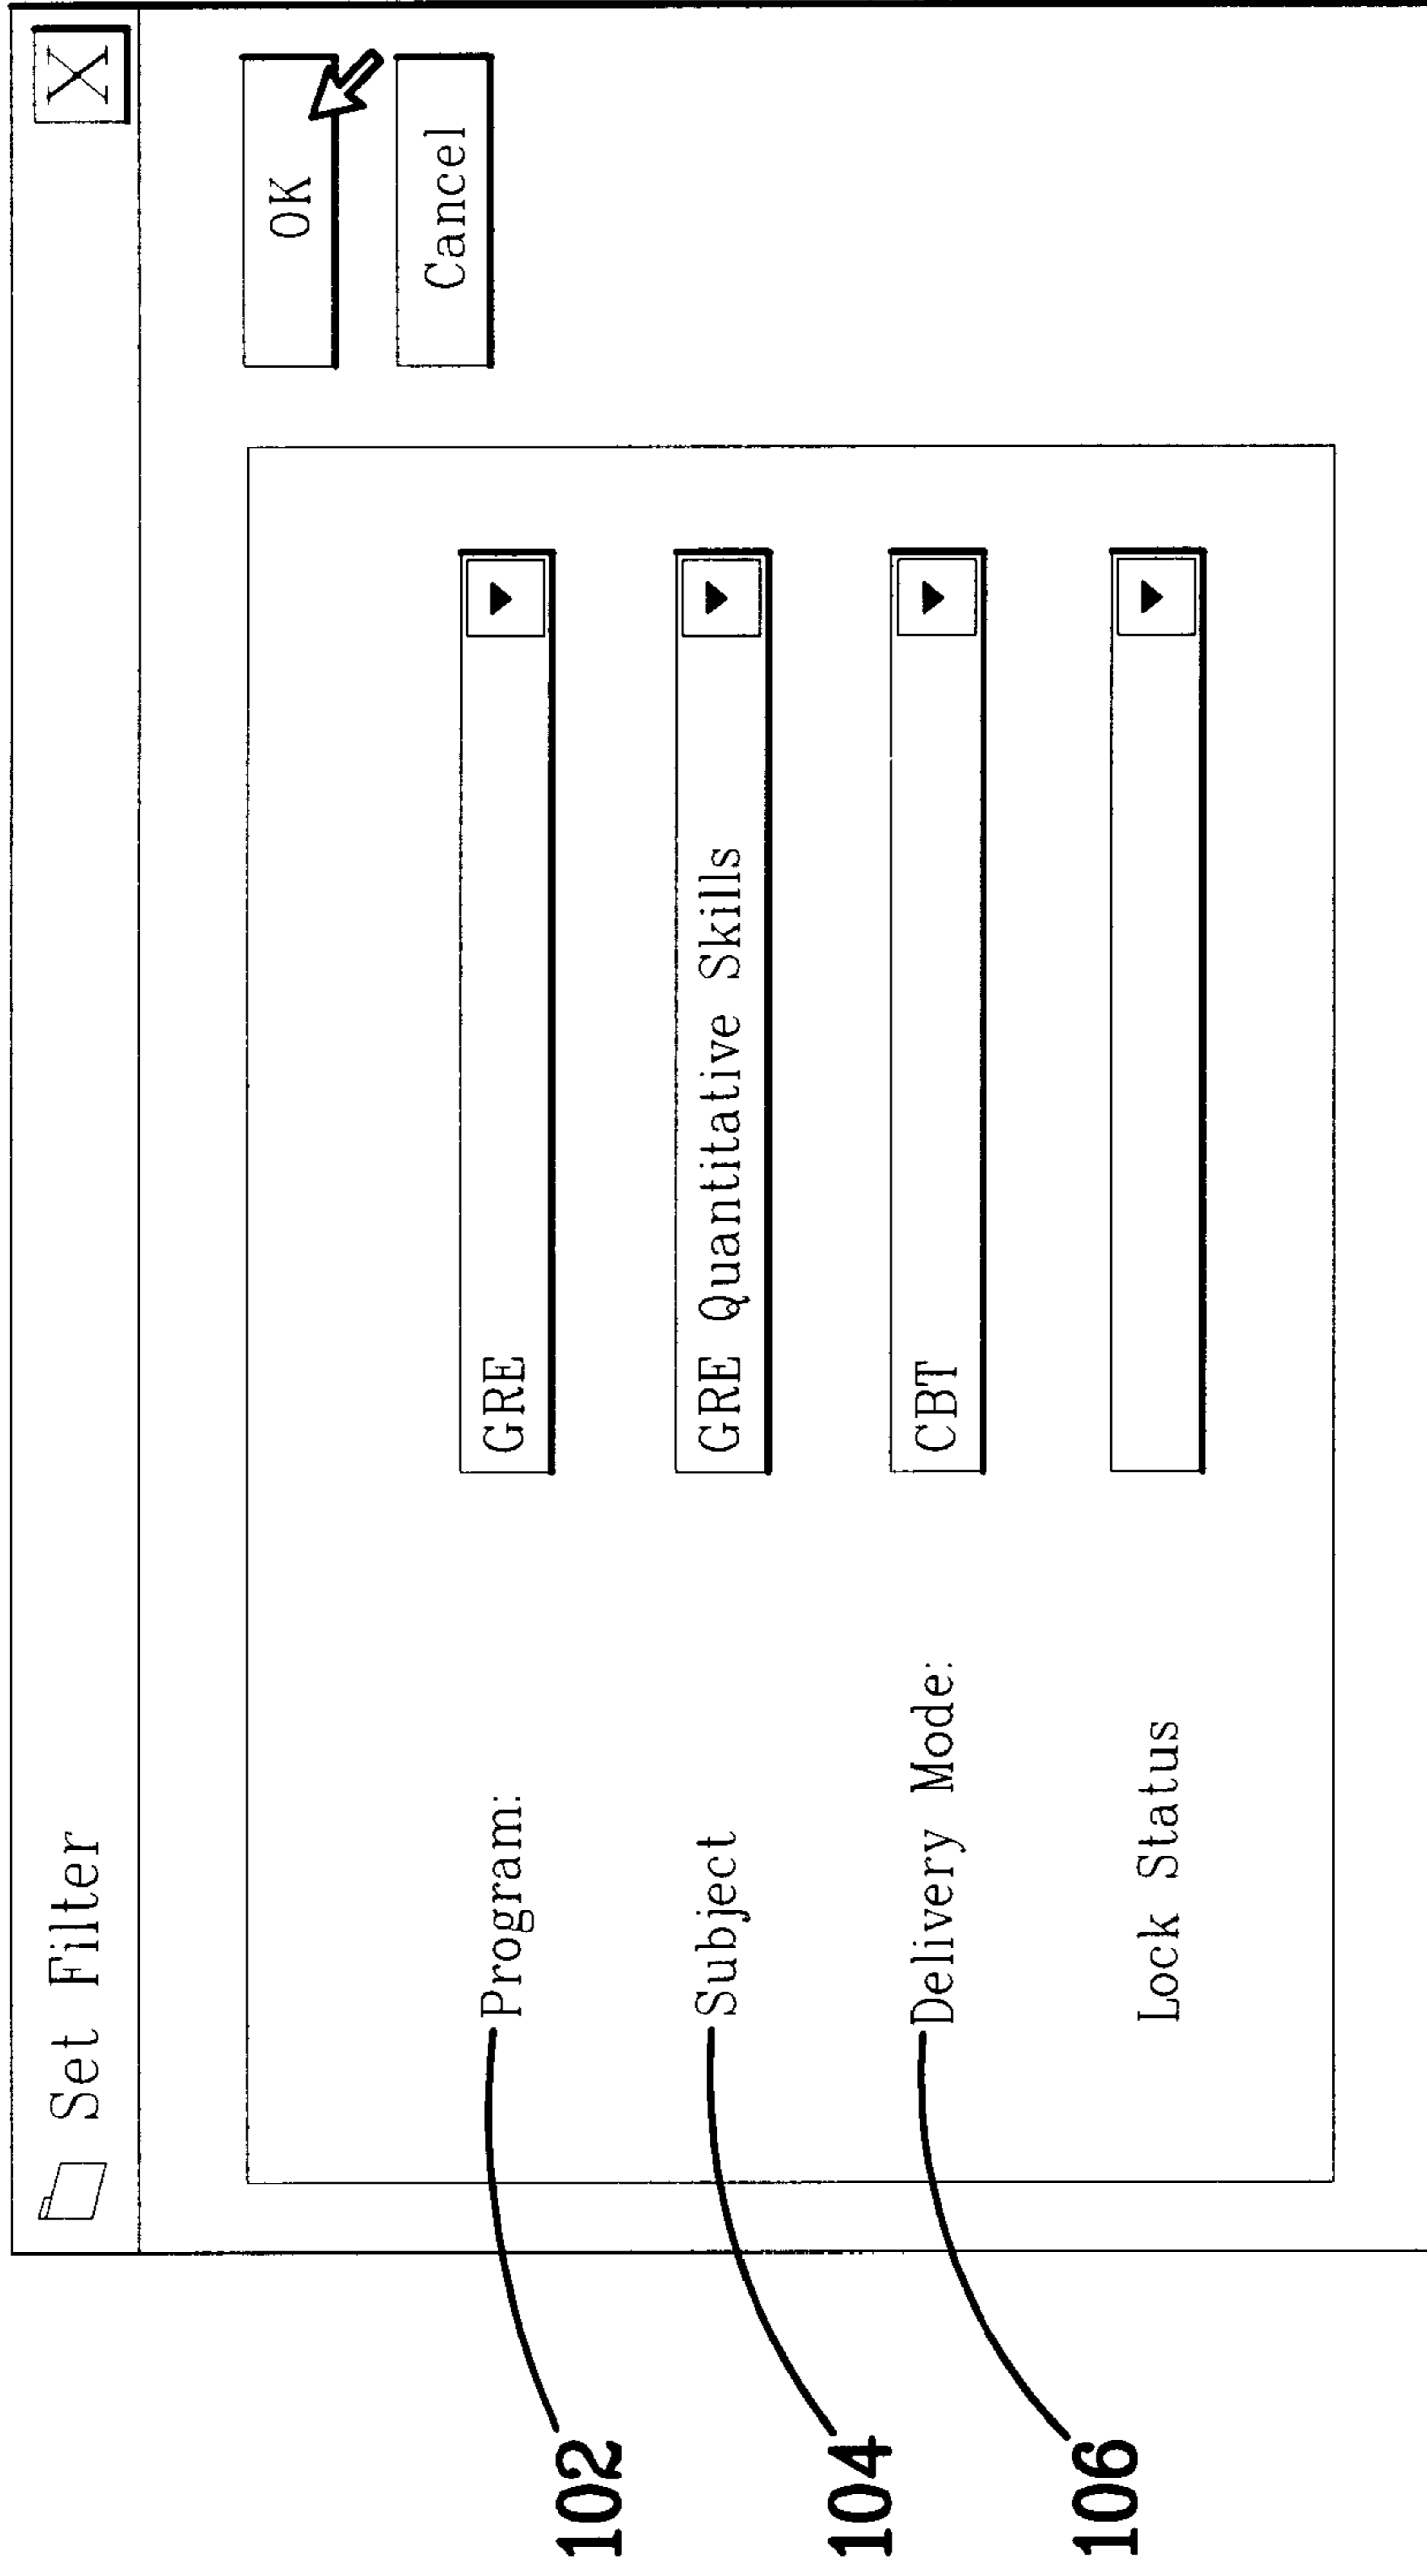 Set Filter X
OK
Cancel
102 Program: GRE
104 Subject GRE Quantitative Skills
106 Delivery Mode: CBT
Lock Status